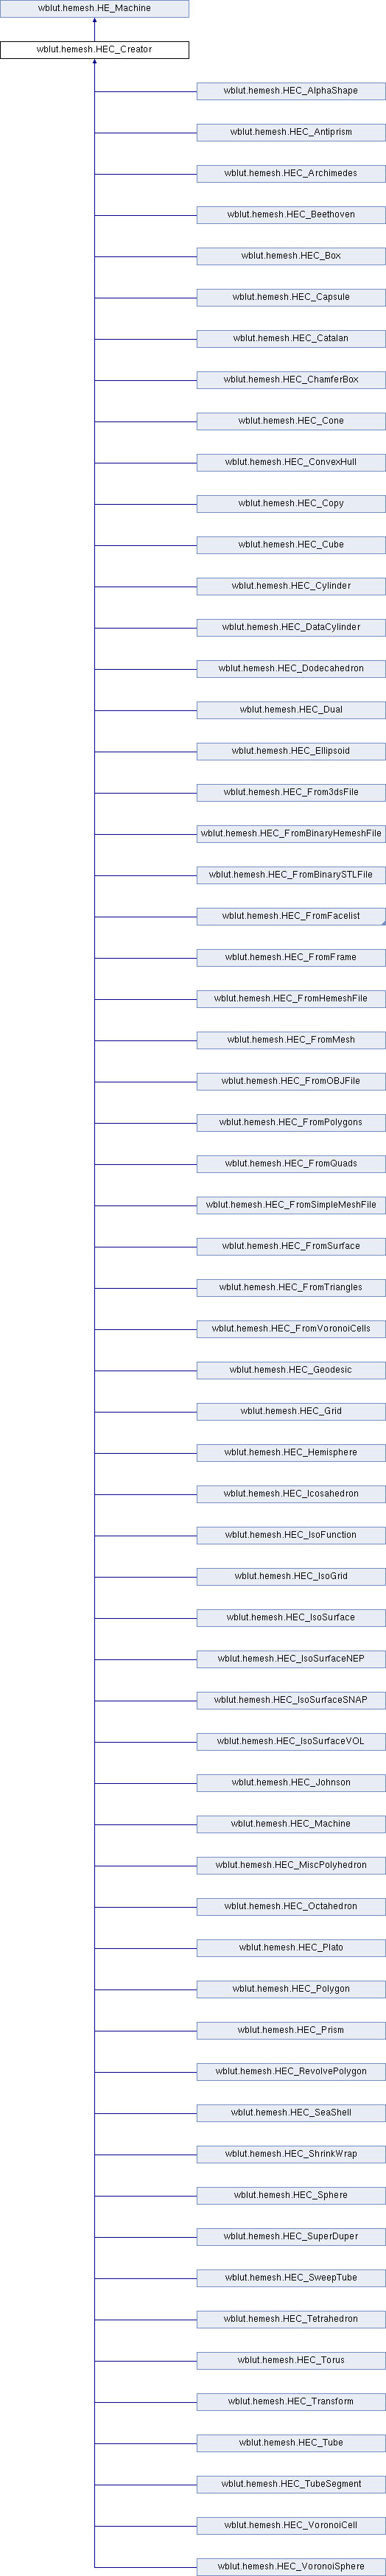 wblut.hemesh.HE_Machine
wblut.hemesh.HEC_Creator
wblut.hemesh.HEC_AlphaShape
wblut.hemesh.HEC_Antiprism
wblut.hemesh.HEC_Archimedes
wblut.hemesh.HEC_Beethoven
wblut.hemesh.HEC_Box
wblut.hemesh.HEC_Capsule
wblut.hemesh.HEC_Catalan
wblut.hemesh.HEC_ChamferBox
wblut.hemesh.HEC_Cone
wblut.hemesh.HEC_ConvexHull
wblut.hemesh.HEC_Copy
wblut.hemesh.HEC_Cube
wblut.hemesh.HEC_Cylinder
wblut.hemesh.HEC_DataCylinder
wblut.hemesh.HEC_Dodecahedron
wblut.hemesh.HEC_Dual
wblut.hemesh.HEC_Ellipsoid
wblut.hemesh.HEC_From3dsFile
wblut.hemesh.HEC_FromBinaryHemeshFile
wblut.hemesh.HEC_FromBinarySTLFile
wblut.hemesh.HEC_FromFacelist
wblut.hemesh.HEC_FromFrame
wblut.hemesh.HEC_FromHemeshFile
wblut.hemesh.HEC_FromMesh
wblut.hemesh.HEC_FromOBJFile
wblut.hemesh.HEC_FromPolygons
wblut.hemesh.HEC_FromQuads
wblut.hemesh.HEC_FromSimpleMeshFile
wblut.hemesh.HEC_FromSurface
wblut.hemesh.HEC_FromTriangles
wblut.hemesh.HEC_FromVoronoiCells
wblut.hemesh.HEC_Geodesic
wblut.hemesh.HEC_Grid
wblut.hemesh.HEC_Hemisphere
wblut.hemesh.HEC_Icosahedron
wblut.hemesh.HEC_IsoFunction
wblut.hemesh.HEC_IsoGrid
wblut.hemesh.HEC_IsoSurface
wblut.hemesh.HEC_IsoSurfaceNEP
wblut.hemesh.HEC_IsoSurfaceSNAP
wblut.hemesh.HEC_IsoSurfaceVOL
wblut.hemesh.HEC_Johnson
wblut.hemesh.HEC_Machine
wblut.hemesh.HEC_MiscPolyhedron
wblut.hemesh.HEC_Octahedron
wblut.hemesh.HEC_Plato
wblut.hemesh.HEC_Polygon
wblut.hemesh.HEC_Prism
wblut.hemesh.HEC_RevolvePolygon
wblut.hemesh.HEC_SeaShell
wblut.hemesh.HEC_ShrinkWrap
wblut.hemesh.HEC_Sphere
wblut.hemesh.HEC_SuperDuper
wblut.hemesh.HEC_SweepTube
wblut.hemesh.HEC_Tetrahedron
wblut.hemesh.HEC_Torus
wblut.hemesh.HEC_Transform
wblut.hemesh.HEC_Tube
wblut.hemesh.HEC_TubeSegment
wblut.hemesh.HEC_VoronoiCell
wblut.hemesh.HEC_VoronoiSphere